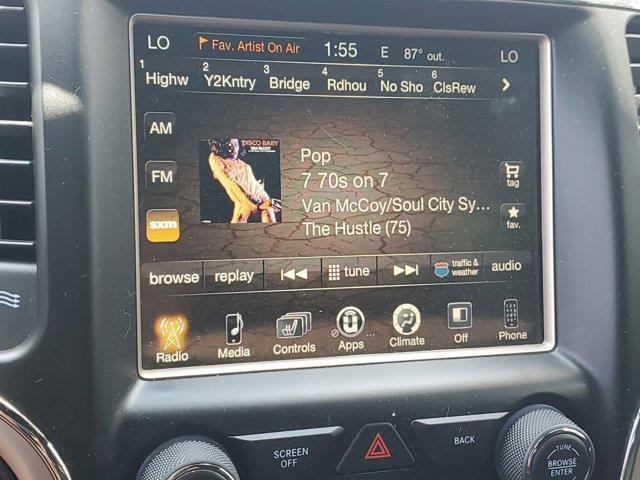 LO Fav. Artist On Air 1:55 E 87° out. LO
1 Highw 2 Y2Kntry 3 Bridge 4 Rdhou 5 No Sho 6 ClsRew
AM
FM
sxm
DISCO BABY
VAN McCOY
Pop
7 70s on 7
Van McCoy/Soul City Sy...
The Hustle (75)
tag
fav.
browse replay tune traffic & weather audio
Radio Media Controls Apps ... Climate Off Phone
SCREEN OFF
BACK
TUNE
BROWSE
ENTER